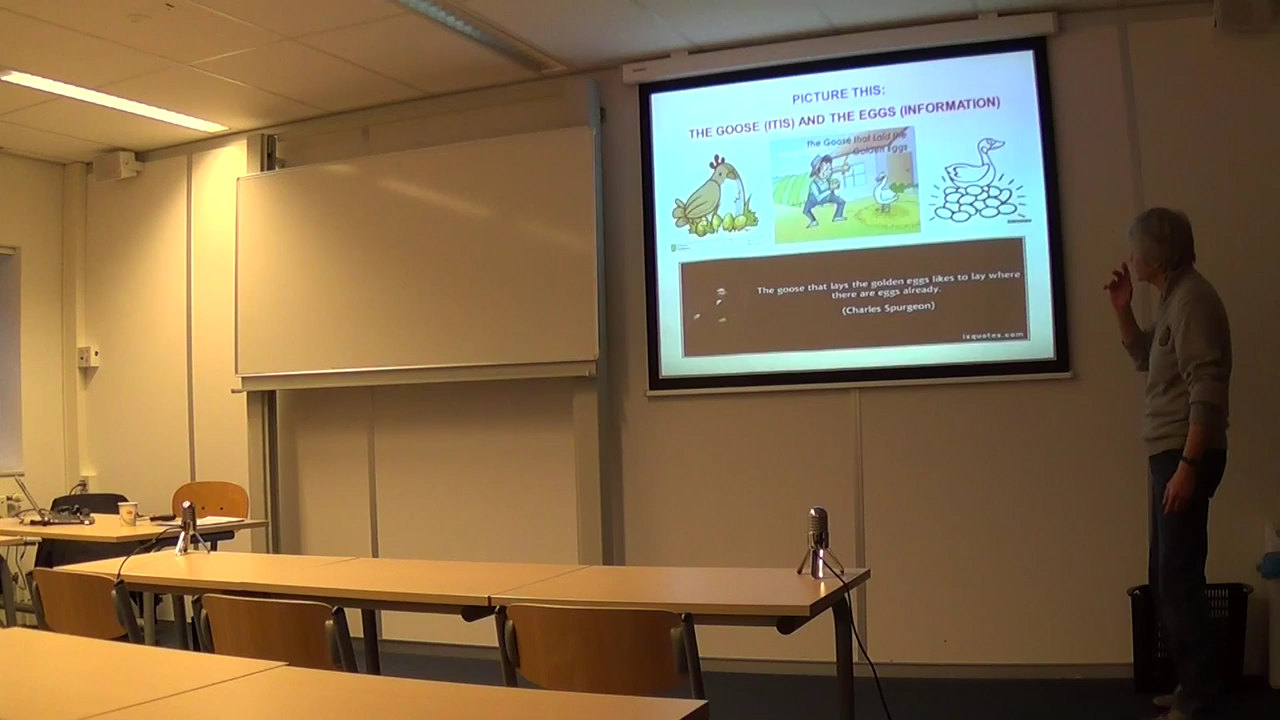 PICTURE THIS:
THE GOOSE (ITIS) AND THE EGGS (INFORMATION)
The Goose that Laid the
Golden Eggs
The goose that lays the golden eggs likes to lay where
there are eggs already.
(Charles Spurgeon)
izquotes.com